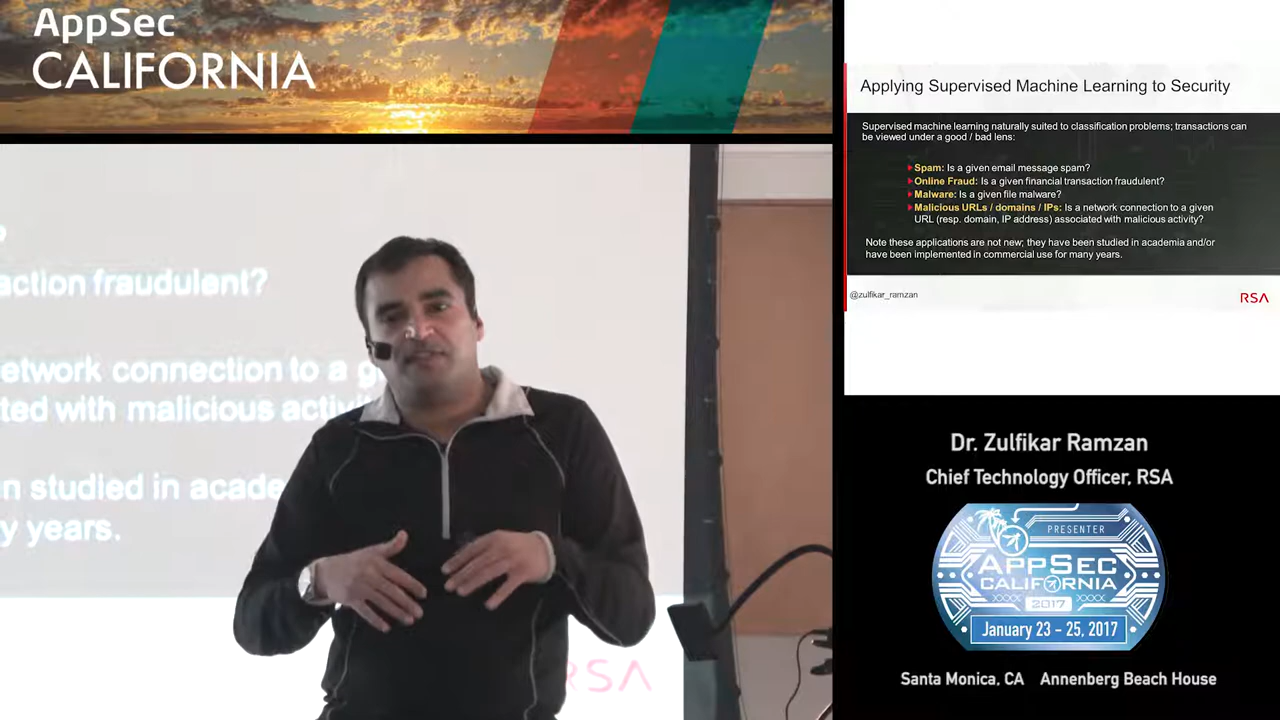 AppSec
CALIFORNIA
action fraudulent?
etwork connection to a g
ted with malicious activi
n studied in acade
y years.
RSA
Applying Supervised Machine Learning to Security
Supervised machine learning naturally suited to classification problems; transactions can
be viewed under a good / bad lens:
Spam: Is a given email message spam?
Online Fraud: Is a given financial transaction fraudulent?
Malware: Is a given file malware?
Malicious URLs / domains / IPs: Is a network connection to a given
URL (resp. domain, IP address) associated with malicious activity?
Note these applications are not new; they have been studied in academia and/or
have been implemented in commercial use for many years.
@zulfikar_ramzan
RSA
Dr. Zulfikar Ramzan
Chief Technology Officer, RSA
PRESENTER
APPSEC
CALIFORNIA
2017
January 23 - 25, 2017
Santa Monica, CA Annenberg Beach House